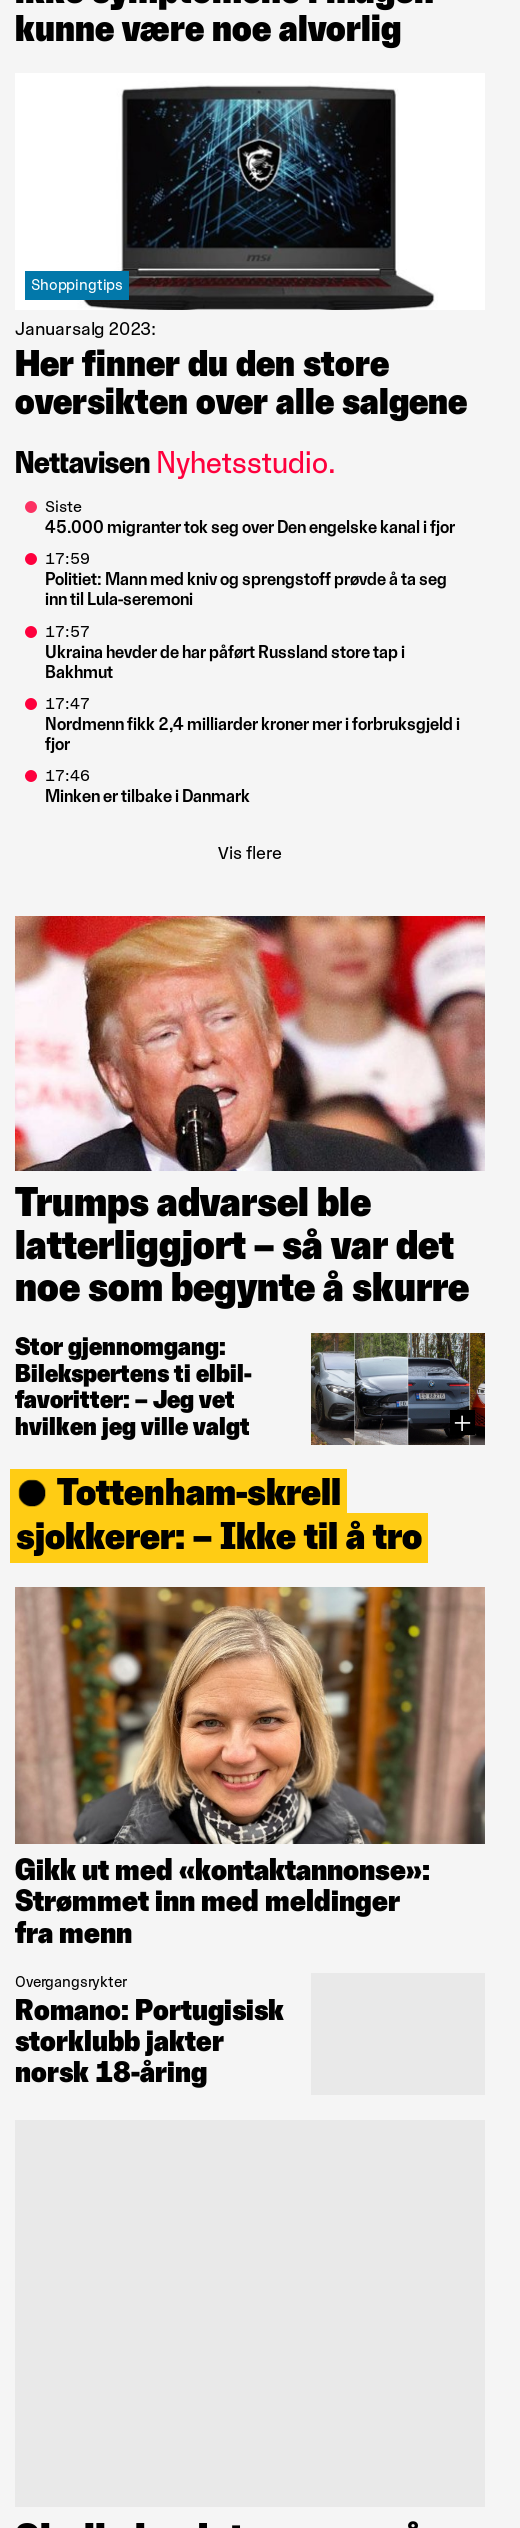 kunne være noe alvorlig
msi
Shoppingtips
Januarsalg 2023:
Her finner du den store
oversikten over alle salgene
Nettavisen Nyhetsstudio.
Siste
45.000 migranter tok seg over Den engelske kanal i fjor
17:59
Politiet: Mann med kniv og sprengstoff prøvde å ta seg
inn til Lula-seremoni
17:57
Ukraina hevder de har påført Russland store tap i
Bakhmut
17:47
Nordmenn fikk 2,4 milliarder kroner mer i forbruksgjeld i
fjor
17:46
Minken er tilbake i Danmark
Vis flere
Trumps advarsel ble
latterliggjort – så var det
noe som begynte å skurre
Stor gjennomgang:
Bilekspertens ti elbil-
favoritter: – Jeg vet
hvilken jeg ville valgt
Tottenham-skrell
sjokkerer: – Ikke til å tro
Gikk ut med «kontaktannonse»:
Strømmet inn med meldinger
fra menn
Overgangsrykter
Romano: Portugisisk
storklubb jakter
norsk 18-åring